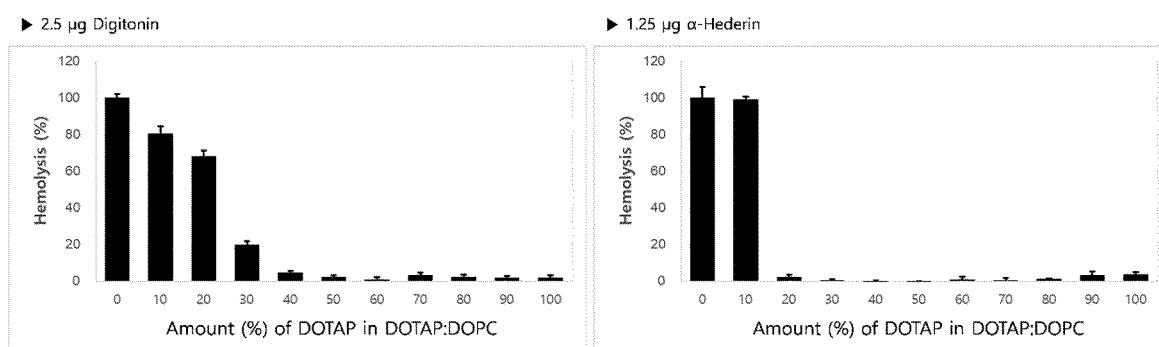 ▶ 2.5 μg Digitonin
Hemolysis (%)
120
100
80
60
40
20
0
0 10 20 30 40 50 60 70 80 90 100
Amount (%) of DOTAP in DOTAP:DOPC
▶ 1.25 μg α-Hederin
Hemolysis (%)
120
100
80
60
40
20
0
0 10 20 30 40 50 60 70 80 90 100
Amount (%) of DOTAP in DOTAP:DOPC